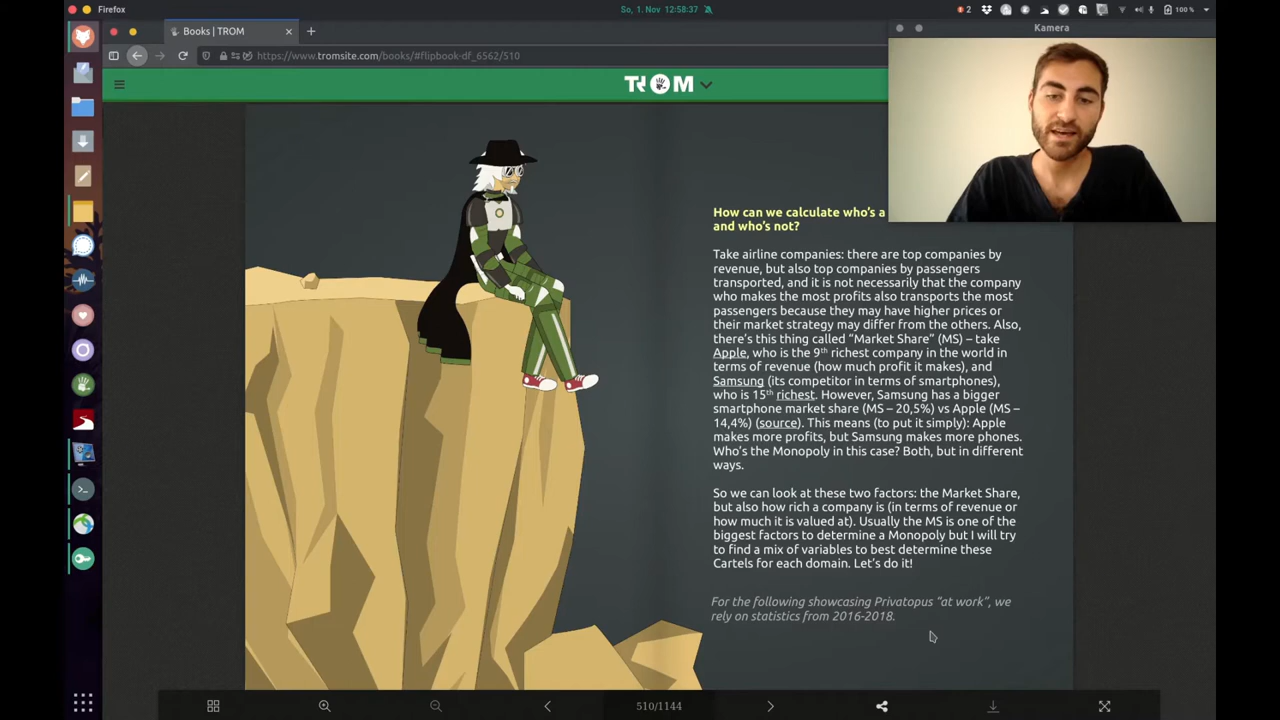 Firefox
So, 1. Nov 12:58:37
2
100 %
Books | TROM
Kamera
https://www.tromsite.com/books/#flipbook-df_6562/510
TROM
How can we calculate who's a
and who's not?
Take airline companies: there are top companies by
revenue, but also top companies by passengers
transported, and it is not necessarily that the company
who makes the most profits also transports the most
passengers because they may have higher prices or
their market strategy may differ from the others. Also,
there's this thing called “Market Share” (MS) – take
Apple, who is the 9th richest company in the world in
terms of revenue (how much profit it makes), and
Samsung (its competitor in terms of smartphones),
who is 15th richest. However, Samsung has a bigger
smartphone market share (MS – 20,5%) vs Apple (MS –
14,4%) (source). This means (to put it simply): Apple
makes more profits, but Samsung makes more phones.
Who's the Monopoly in this case? Both, but in different
ways.
So we can look at these two factors: the Market Share,
but also how rich a company is (in terms of revenue or
how much it is valued at). Usually the MS is one of the
biggest factors to determine a Monopoly but I will try
to find a mix of variables to best determine these
Cartels for each domain. Let's do it!
For the following showcasing Privatopus “at work”, we
rely on statistics from 2016-2018.
510/1144